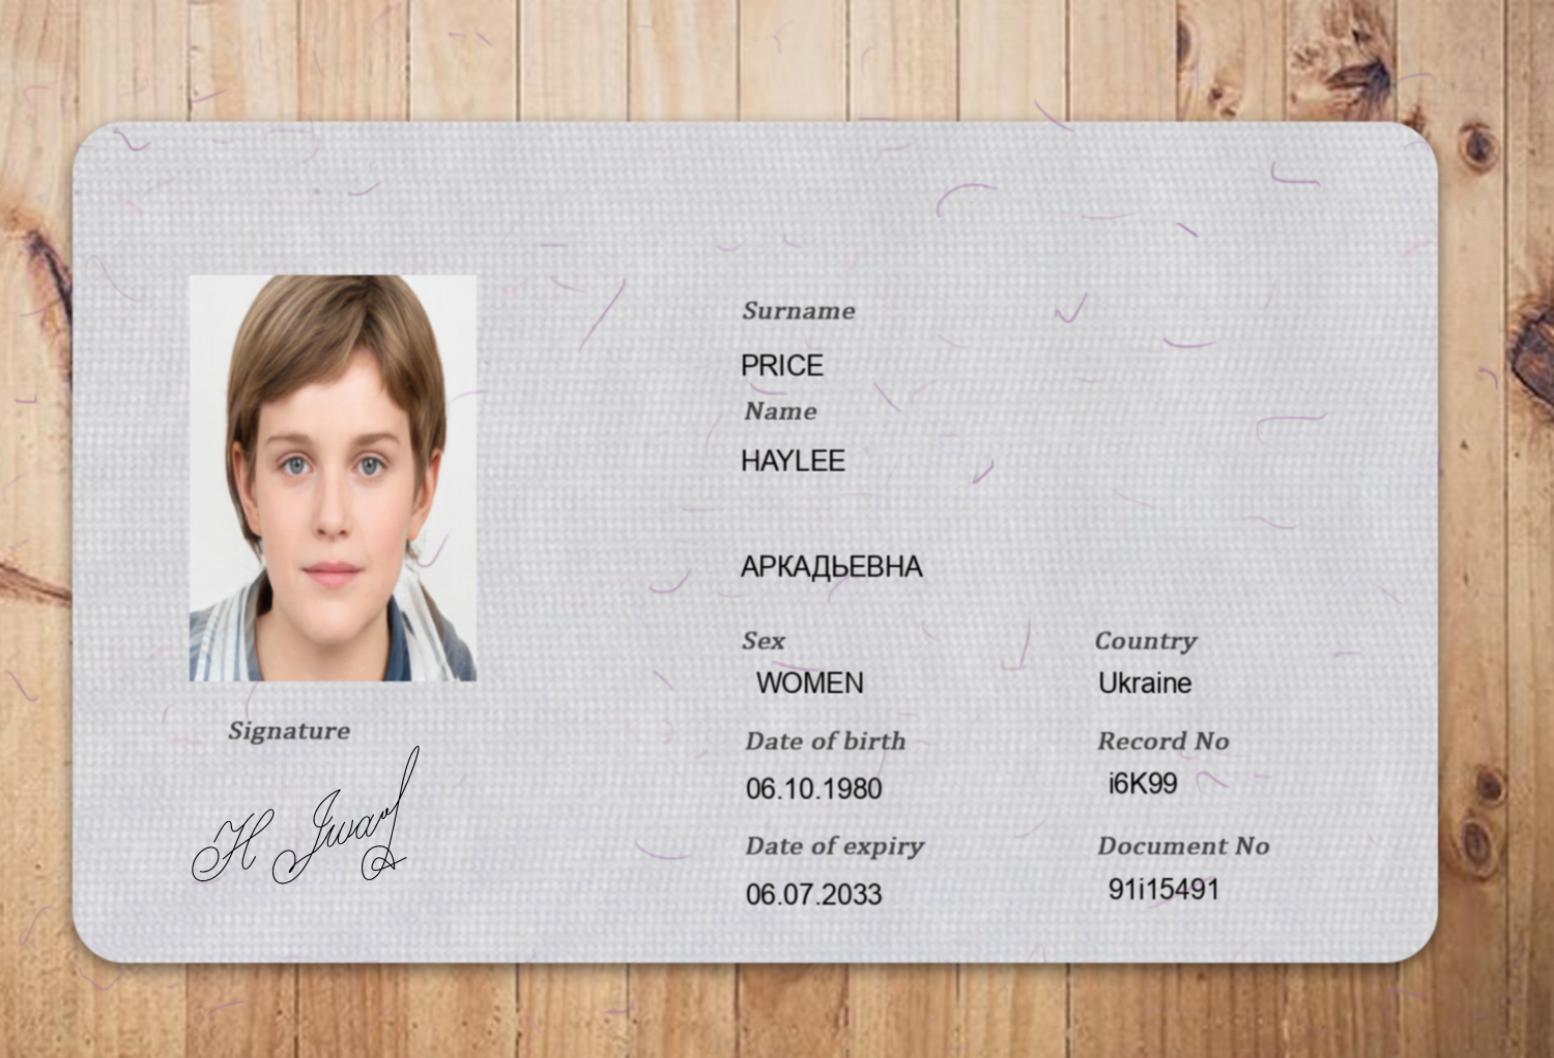 Surname
PRICE
Name
HAYLEE
АРКАДЬЕВНА
Sex Country
WOMEN Ukraine
Signature
Date of birth Record No
06.10.1980 i6K99
Date of expiry Document No
06.07.2033 91i15491